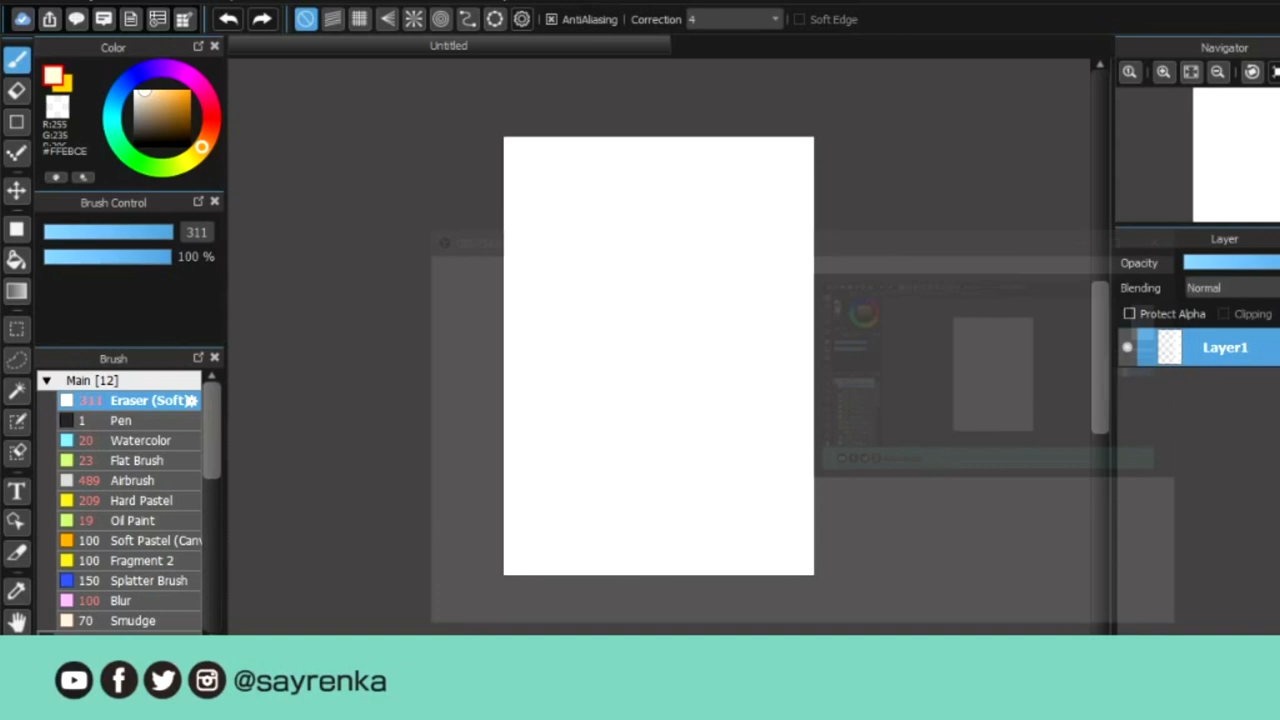 AntiAliasing
Correction
4
Soft Edge
Color
Untitled
Navigator
R:255
G:235
#FFEBCE
Brush Control
311
100 %
Layer
Opacity
Blending
Normal
Protect Alpha
Clipping
Layer1
Brush
Main [12]
311 Eraser (Soft)
1 Pen
20 Watercolor
23 Flat Brush
489 Airbrush
209 Hard Pastel
19 Oil Paint
100 Soft Pastel (Can
100 Fragment 2
150 Splatter Brush
100 Blur
70 Smudge
T
@sayrenka